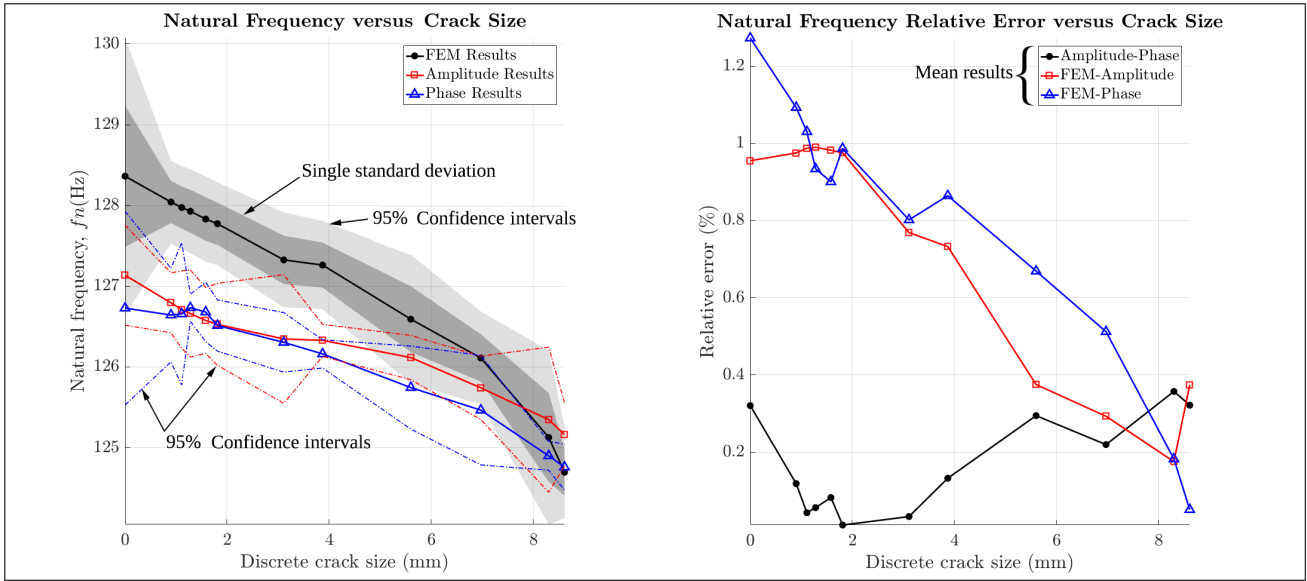 Natural Frequency versus Crack Size
130
129
128
127
126
125
0
2
4
6
8
Natural frequency, fn(Hz)
Discrete crack size (mm)
FEM Results
Amplitude Results
Phase Results
Single standard deviation
95% Confidence intervals
95% Confidence intervals
Natural Frequency Relative Error versus Crack Size
1.2
1
0.8
0.6
0.4
0.2
0
2
4
6
8
Relative error (%)
Discrete crack size (mm)
Mean results
Amplitude-Phase
FEM-Amplitude
FEM-Phase